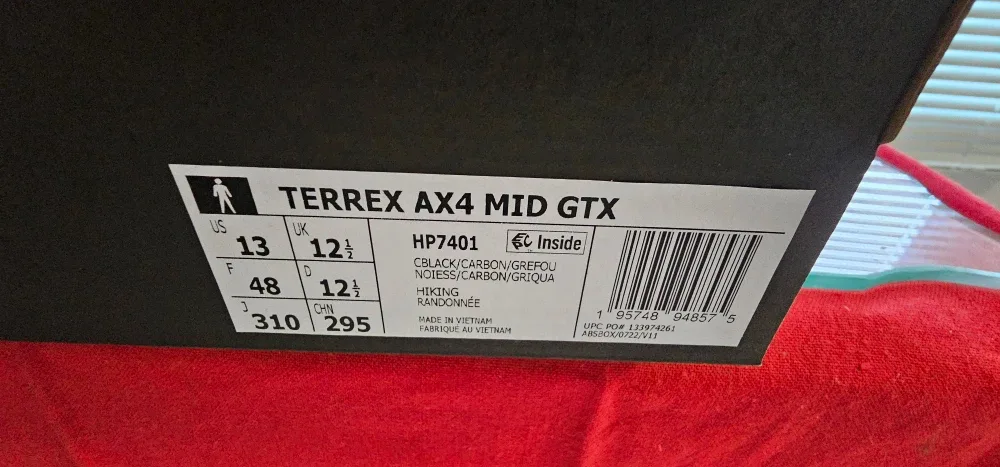 TERREX AX4 MID GTX
US 13 UK 12½
F 48 D 12½
J 310 CHN 295
HP7401 Inside
CBLACK/CARBON/GREFOU
NOIESS/CARBON/GRIQUA
HIKING
RANDONNÉE
MADE IN VIETNAM
FABRIQUÉ AU VIETNAM
1 95748 94857 5
UPC PO# 133974261
ABSBOX/0722/V11